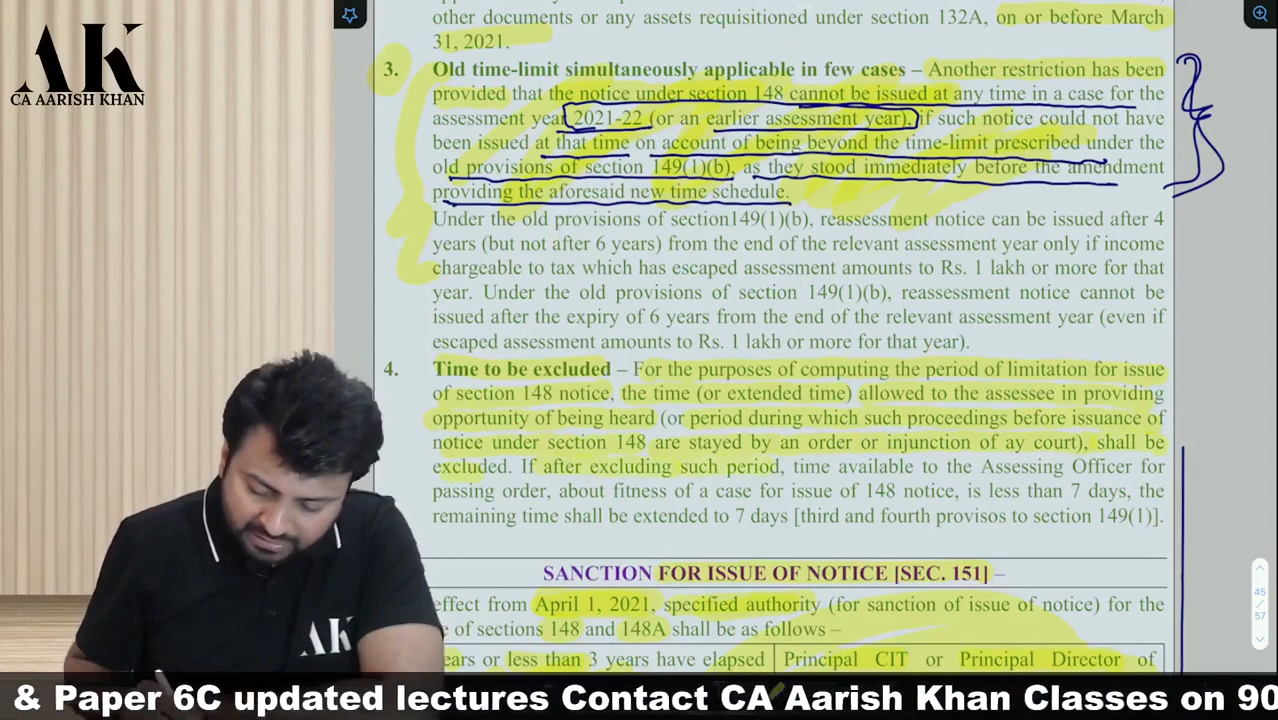 other documents or any assets requisitioned under section 132A, on or before March
31, 2021.
3. Old time-limit simultaneously applicable in few cases – Another restriction has been
provided that the notice under section 148 cannot be issued at any time in a case for the
assessment year 2021-22 (or an earlier assessment year), if such notice could not have
been issued at that time on account of being beyond the time-limit prescribed under the
old provisions of section 149(1)(b), as they stood immediately before the amendment
providing the aforesaid new time schedule.
Under the old provisions of section149(1)(b), reassessment notice can be issued after 4
years (but not after 6 years) from the end of the relevant assessment year only if income
chargeable to tax which has escaped assessment amounts to Rs. 1 lakh or more for that
year. Under the old provisions of section 149(1)(b), reassessment notice cannot be
issued after the expiry of 6 years from the end of the relevant assessment year (even if
escaped assessment amounts to Rs. 1 lakh or more for that year).
4. Time to be excluded – For the purposes of computing the period of limitation for issue
of section 148 notice, the time (or extended time) allowed to the assessee in providing
opportunity of being heard (or period during which such proceedings before issuance of
notice under section 148 are stayed by an order or injunction of ay court), shall be
excluded. If after excluding such period, time available to the Assessing Officer for
passing order, about fitness of a case for issue of 148 notice, is less than 7 days, the
remaining time shall be extended to 7 days [third and fourth provisos to section 149(1)].
SANCTION FOR ISSUE OF NOTICE [SEC. 151] –
effect from April 1, 2021, specified authority (for sanction of issue of notice) for the
e of sections 148 and 148A shall be as follows –
ears or less than 3 years have elapsed Principal CIT or Principal Director of
AK
CA AARISH KHAN
AK
45
57
& Paper 6C updated lectures Contact CA Aarish Khan Classes on 90